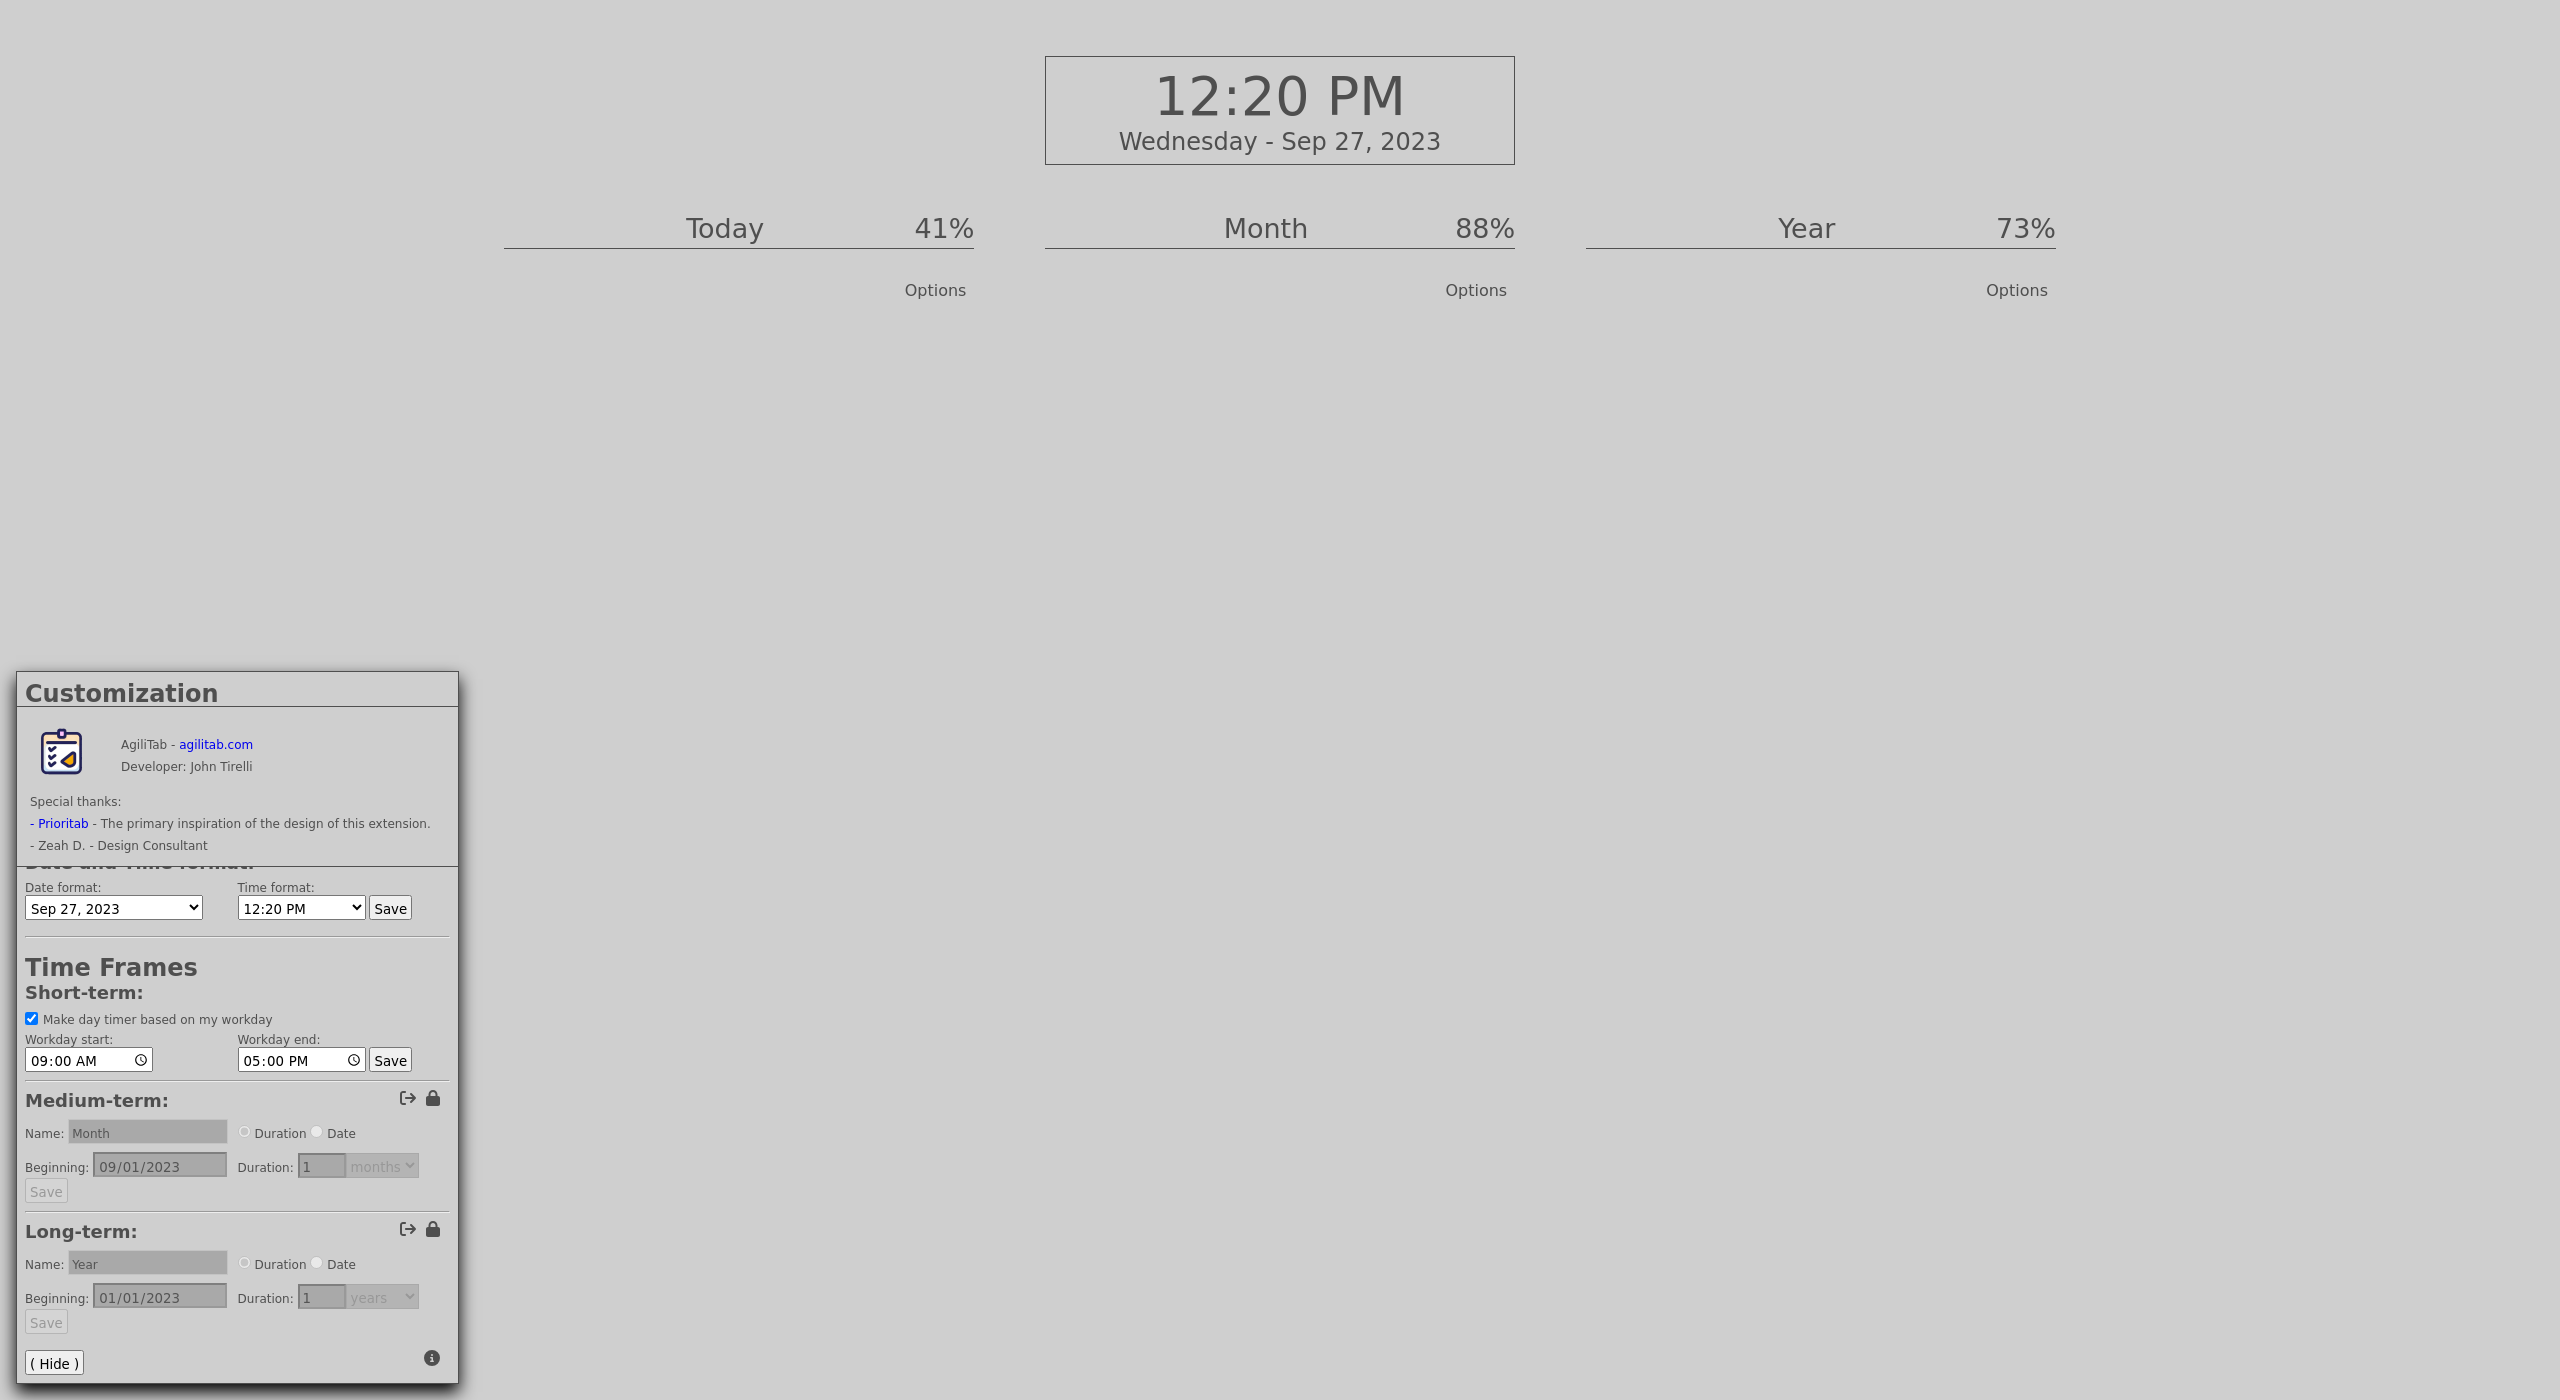 12:20 PM
Wednesday - Sep 27, 2023
Today 41%
Month 88%
Year 73%
Options
Options
Options
Customization
AgiliTab - agilitab.com
Developer: John Tirelli
Special thanks:
- Prioritab - The primary inspiration of the design of this extension.
- Zeah D. - Design Consultant
Date and Time format:
Date format: Time format:
Sep 27, 2023 12:20 PM Save
Time Frames
Short-term:
Make day timer based on my workday
Workday start: Workday end:
09:00 AM 05:00 PM Save
Medium-term:
Name: Month Duration Date
Beginning: 09/01/2023 Duration: 1 months
Save
Long-term:
Name: Year Duration Date
Beginning: 01/01/2023 Duration: 1 years
Save
( Hide )